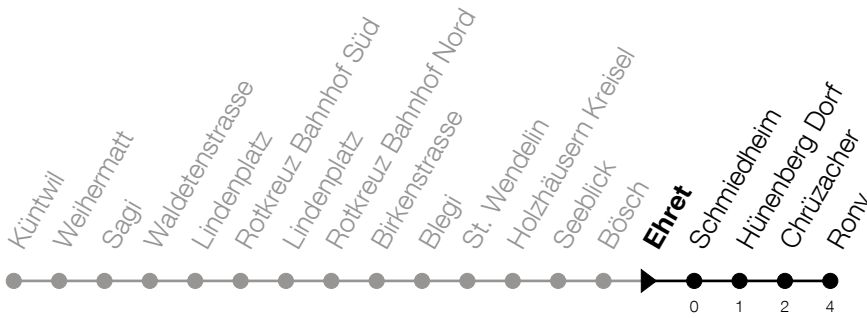 Küntwil
Weihermatt
Sagi
Waldetenstrasse
Lindenplatz
Rotkreuz Bahnhof Süd
Lindenplatz
Rotkreuz Bahnhof Nord
Birkenstrasse
Blegi
St. Wendelin
Holzhäusern Kreisel
Seeblick
Bösch
Ehret
Schmiedheim
Hünenberg Dorf
Chrüzacher
Rony
0 1 2 4